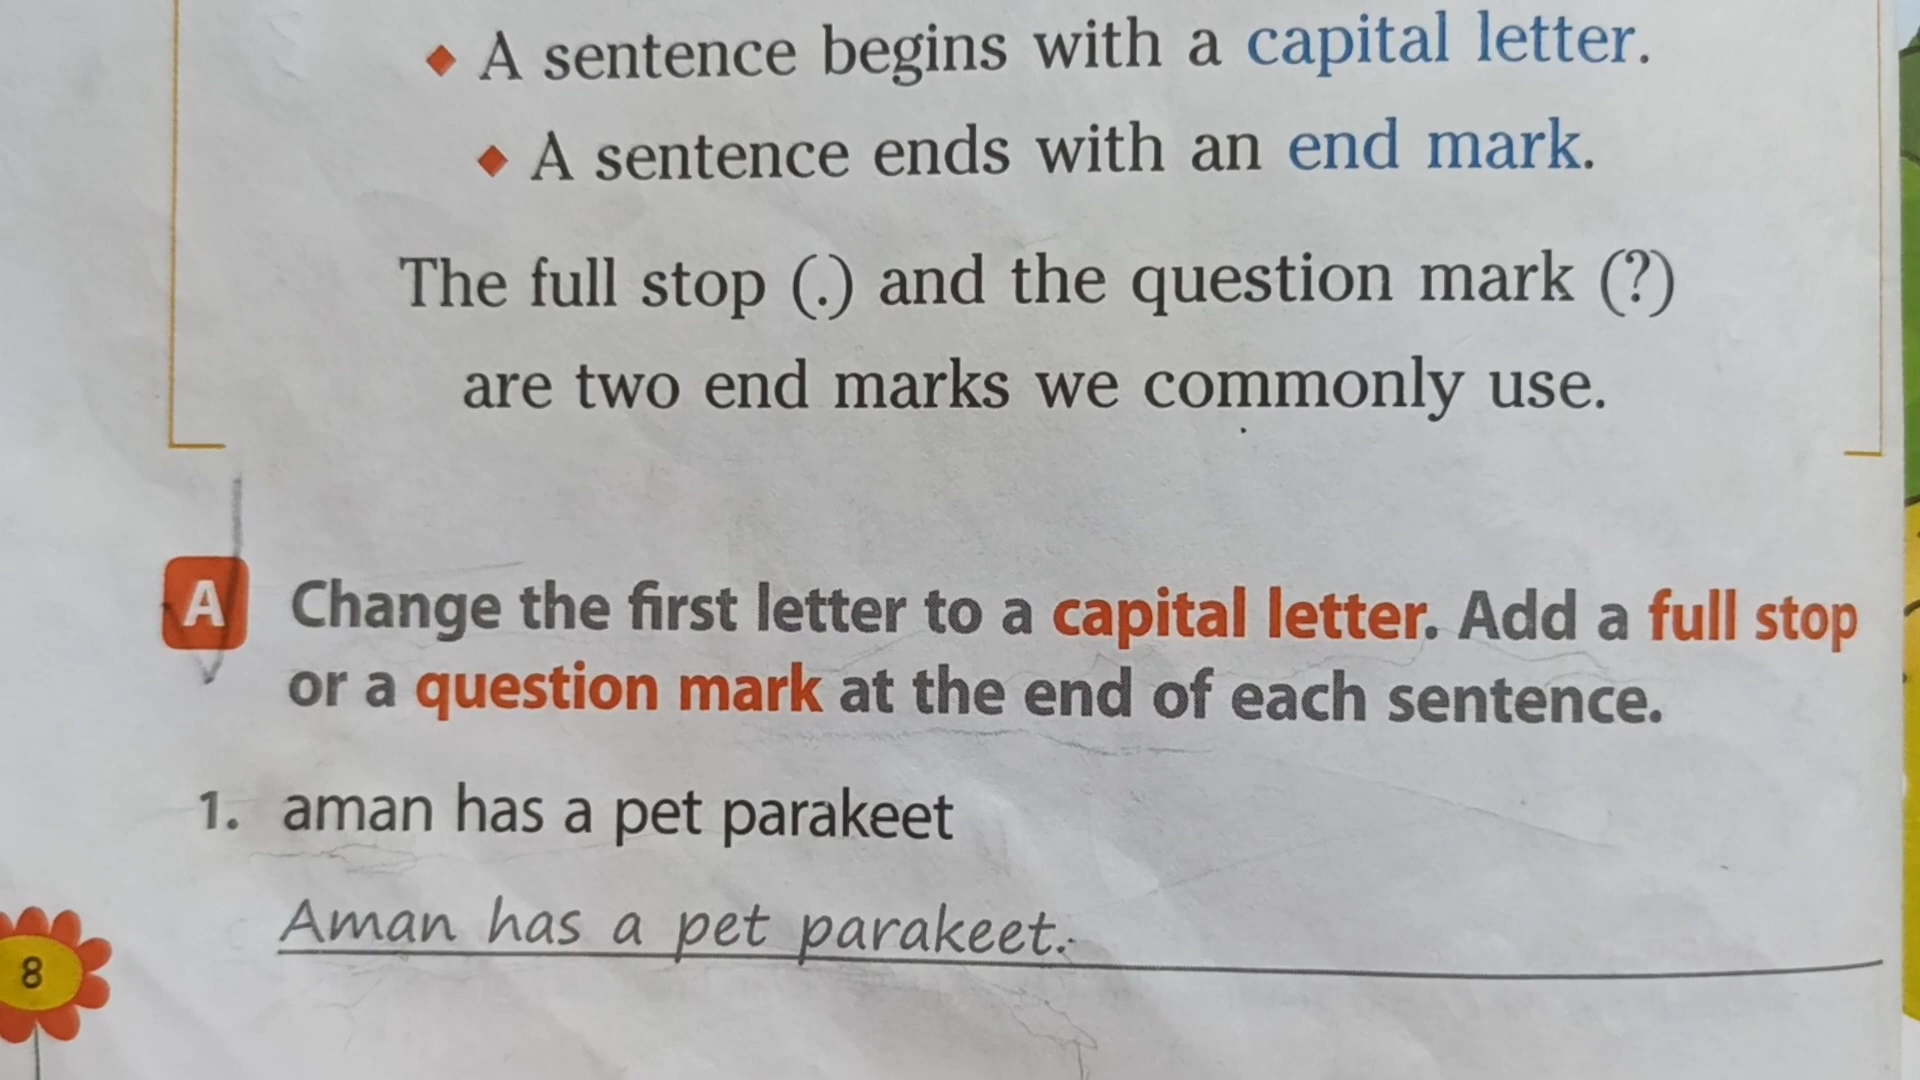 ◆ A sentence begins with a capital letter.
◆ A sentence ends with an end mark.
The full stop (.) and the question mark (?)
are two end marks we commonly use.
A Change the first letter to a capital letter. Add a full stop
or a question mark at the end of each sentence.
1. aman has a pet parakeet
Aman has a pet parakeet.
8